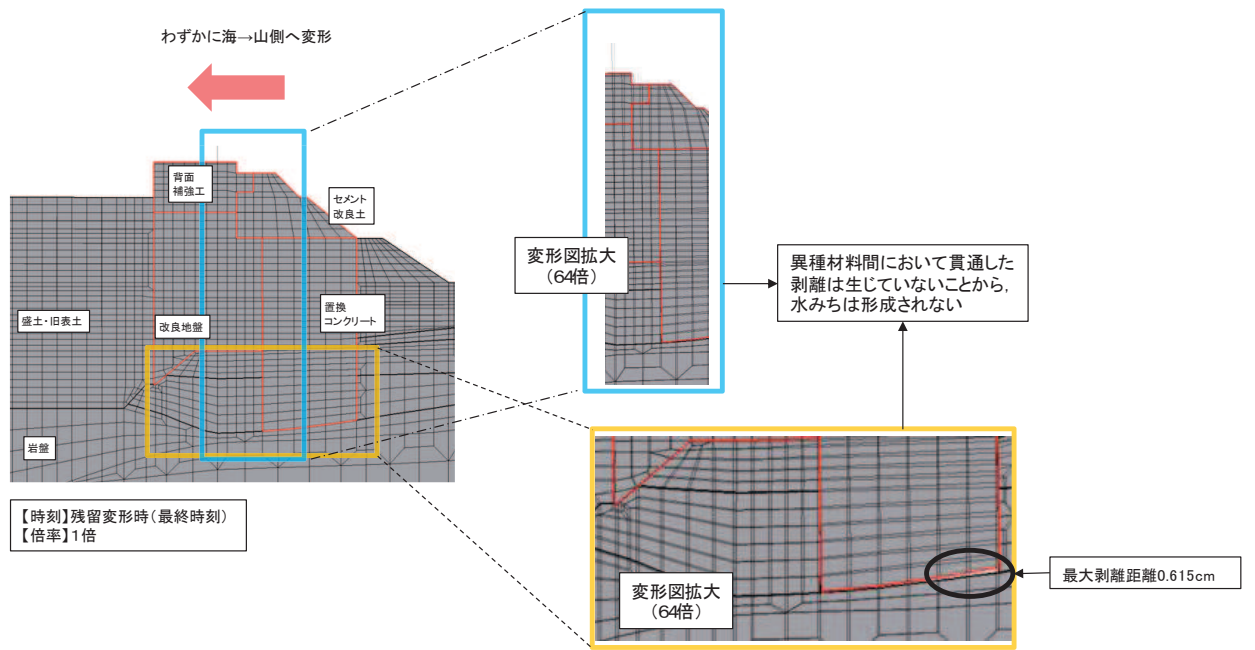 わずかに海→山側へ変形
背面
補強工
セメント
改良土
盛土・旧表土
改良地盤
置換
コンクリート
岩盤
【時刻】残留変形時（最終時刻）
【倍率】1倍
変形図拡大
（64倍）
異種材料間において貫通した
剥離は生じていないことから,
水みちは形成されない
変形図拡大
（64倍）
最大剥離距離0.615cm